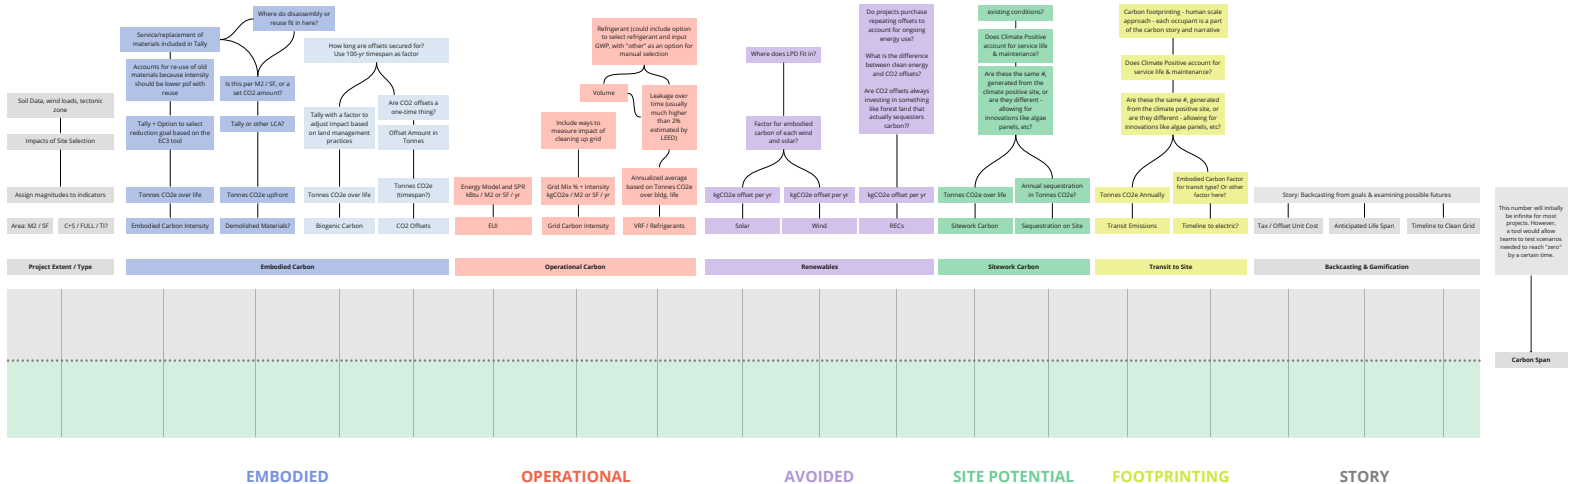 Soil Data, wind loads, tectonic
zone
Impacts of Site Selection
Assign magnitudes to indicators
Area: M2 / SF
C+S / FULL / TI?
Project Extent / Type
Where do disassembly or
reuse fit in here?
Service/replacement of
materials included in Tally
Accounts for re-use of old
materials because intensity
should be lower psf with
reuse
Is this per M2 / SF, or a
set CO2 amount?
Tally + Option to select
reduction goal based on the
EC3 tool
Tally or other LCA?
Tonnes CO2e over life
Tonnes CO2e upfront
Embodied Carbon Intensity
Demolished Materials?
How long are offsets secured for?
Use 100-yr timespan as factor
Tally with a factor to
adjust impact based
on land management
practices
Are CO2 offsets a
one-time thing?
Offset Amount in
Tonnes
Tonnes CO2e over life
Tonnes CO2e
(timespan?)
Biogenic Carbon
CO2 Offsets
Embodied Carbon
Refrigerant (could include option
to select refrigerant and input
GWP, with "other" as an option for
manual selection
Volume
Leakage over
time (usually
much higher
than 2%
estimated by
LEED)
Include ways to
measure impact of
cleaning up grid
Energy Model and SPR
kBtu / M2 or SF / yr
Grid Mix % + Intensity
kgCO2e / M2 or SF / yr
Annualized average
based on Tonnes CO2e
over bldg. life
EUI
Grid Carbon Intensity
VRF / Refrigerants
Operational Carbon
Where does LPD Fit in?
Factor for embodied
carbon of each wind
and solar?
Do projects purchase
repeating offsets to
account for ongoing
energy use?
What is the difference
between clean energy
and CO2 offsets?
Are CO2 offsets always
investing in something
like forest land that
actually sequesters
carbon??
kgCO2e offset per yr
kgCO2e offset per yr
kgCO2e offset per yr
Solar
Wind
RECs
Renewables
existing conditions?
Does Climate Positive
account for service life
& maintenance?
Are these the same #,
generated from the
climate positive site, or
are they different -
allowing for
innovations like algae
panels, etc?
Tonnes CO2e over life
Annual sequestration
in Tonnes CO2e?
Sitework Carbon
Sequestration on Site
Sitework Carbon
Carbon footprinting - human scale
approach - each occupant is a part
of the carbon story and narrative
Does Climate Positive account for
service life & maintenance?
Are these the same #, generated
from the climate positive site, or
are they different - allowing for
innovations like algae panels, etc?
Tonnes CO2e Annually
Embodied Carbon Factor
for transit type? Or other
factor here?
Transit Emissions
Timeline to electric?
Transit to Site
Story: Backcasting from goals & examining possible futures
Tax / Offset Unit Cost
Anticipated Life Span
Timeline to Clean Grid
Backcasting & Gamification
This number will initially
be infinite for most
projects. However,
a tool would allow
teams to test scenarios
needed to reach "zero"
by a certain time.
Carbon Span
EMBODIED
OPERATIONAL
AVOIDED
SITE POTENTIAL
FOOTPRINTING
STORY